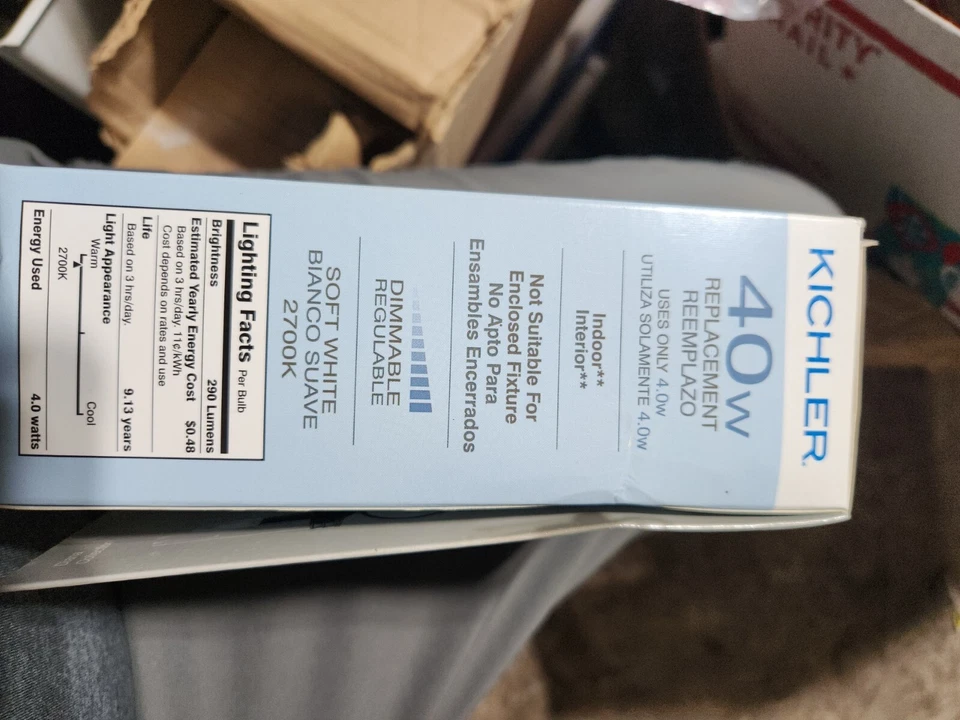 KICHLER®
40W
REPLACEMENT
REEMPLAZO
USES ONLY 4.0W
UTILIZA SOLAMENTE 4.0W
Indoor**
Interior**
Not Suitable For
Enclosed Fixture
No Apto Para
Ensambles Encerrados
DIMMABLE
REGULABLE
SOFT WHITE
BIANCO SUAVE
2700K
Lighting Facts Per Bulb
Brightness 290 Lumens
Estimated Yearly Energy Cost $0.48
Based on 3 hrs/day. 11¢/kWh
Cost depends on rates and use
Life
Based on 3 hrs/day. 9.13 years
Light Appearance
Warm Cool
2700K
Energy Used 4.0 watts